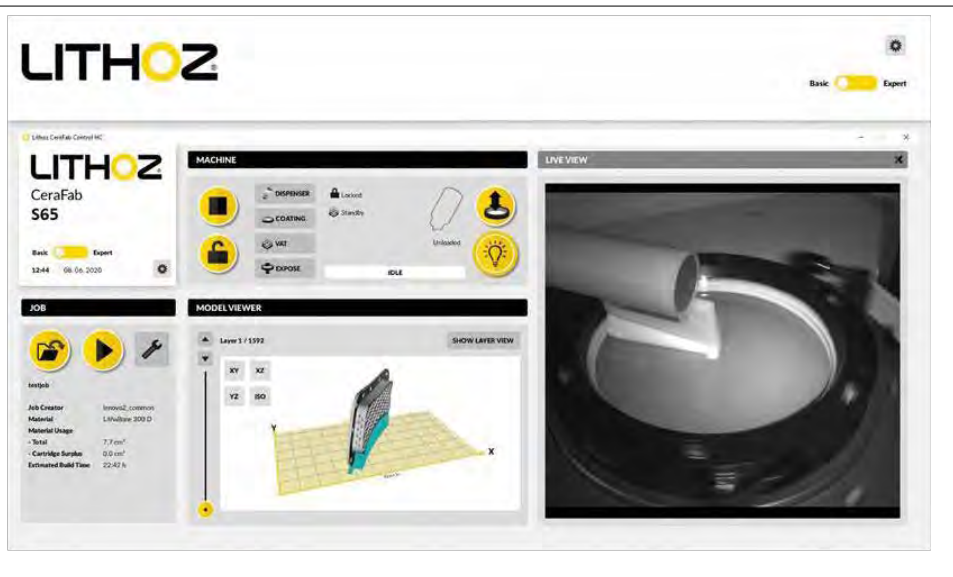 LITHOZ
Basic Expert
Lithoz CeraFab Control HC
LITHOZ
CeraFab
S65
Basic Expert
12:44 08. 06. 2020
MACHINE
DISPENSER
COATING
VAT
EXPOSE
Locked
Standby
Unloaded
IDLE
LIVE VIEW
JOB
testjob
Job Creator lenovo2_common
Material LithaBone 300 D
Material Usage
- Total 7.7 cm³
- Cartridge Surplus 0.0 cm³
Estimated Build Time 22:42 h
MODEL VIEWER
Layer 1 / 1592
SHOW LAYER VIEW
XY XZ
YZ ISO
Y
X